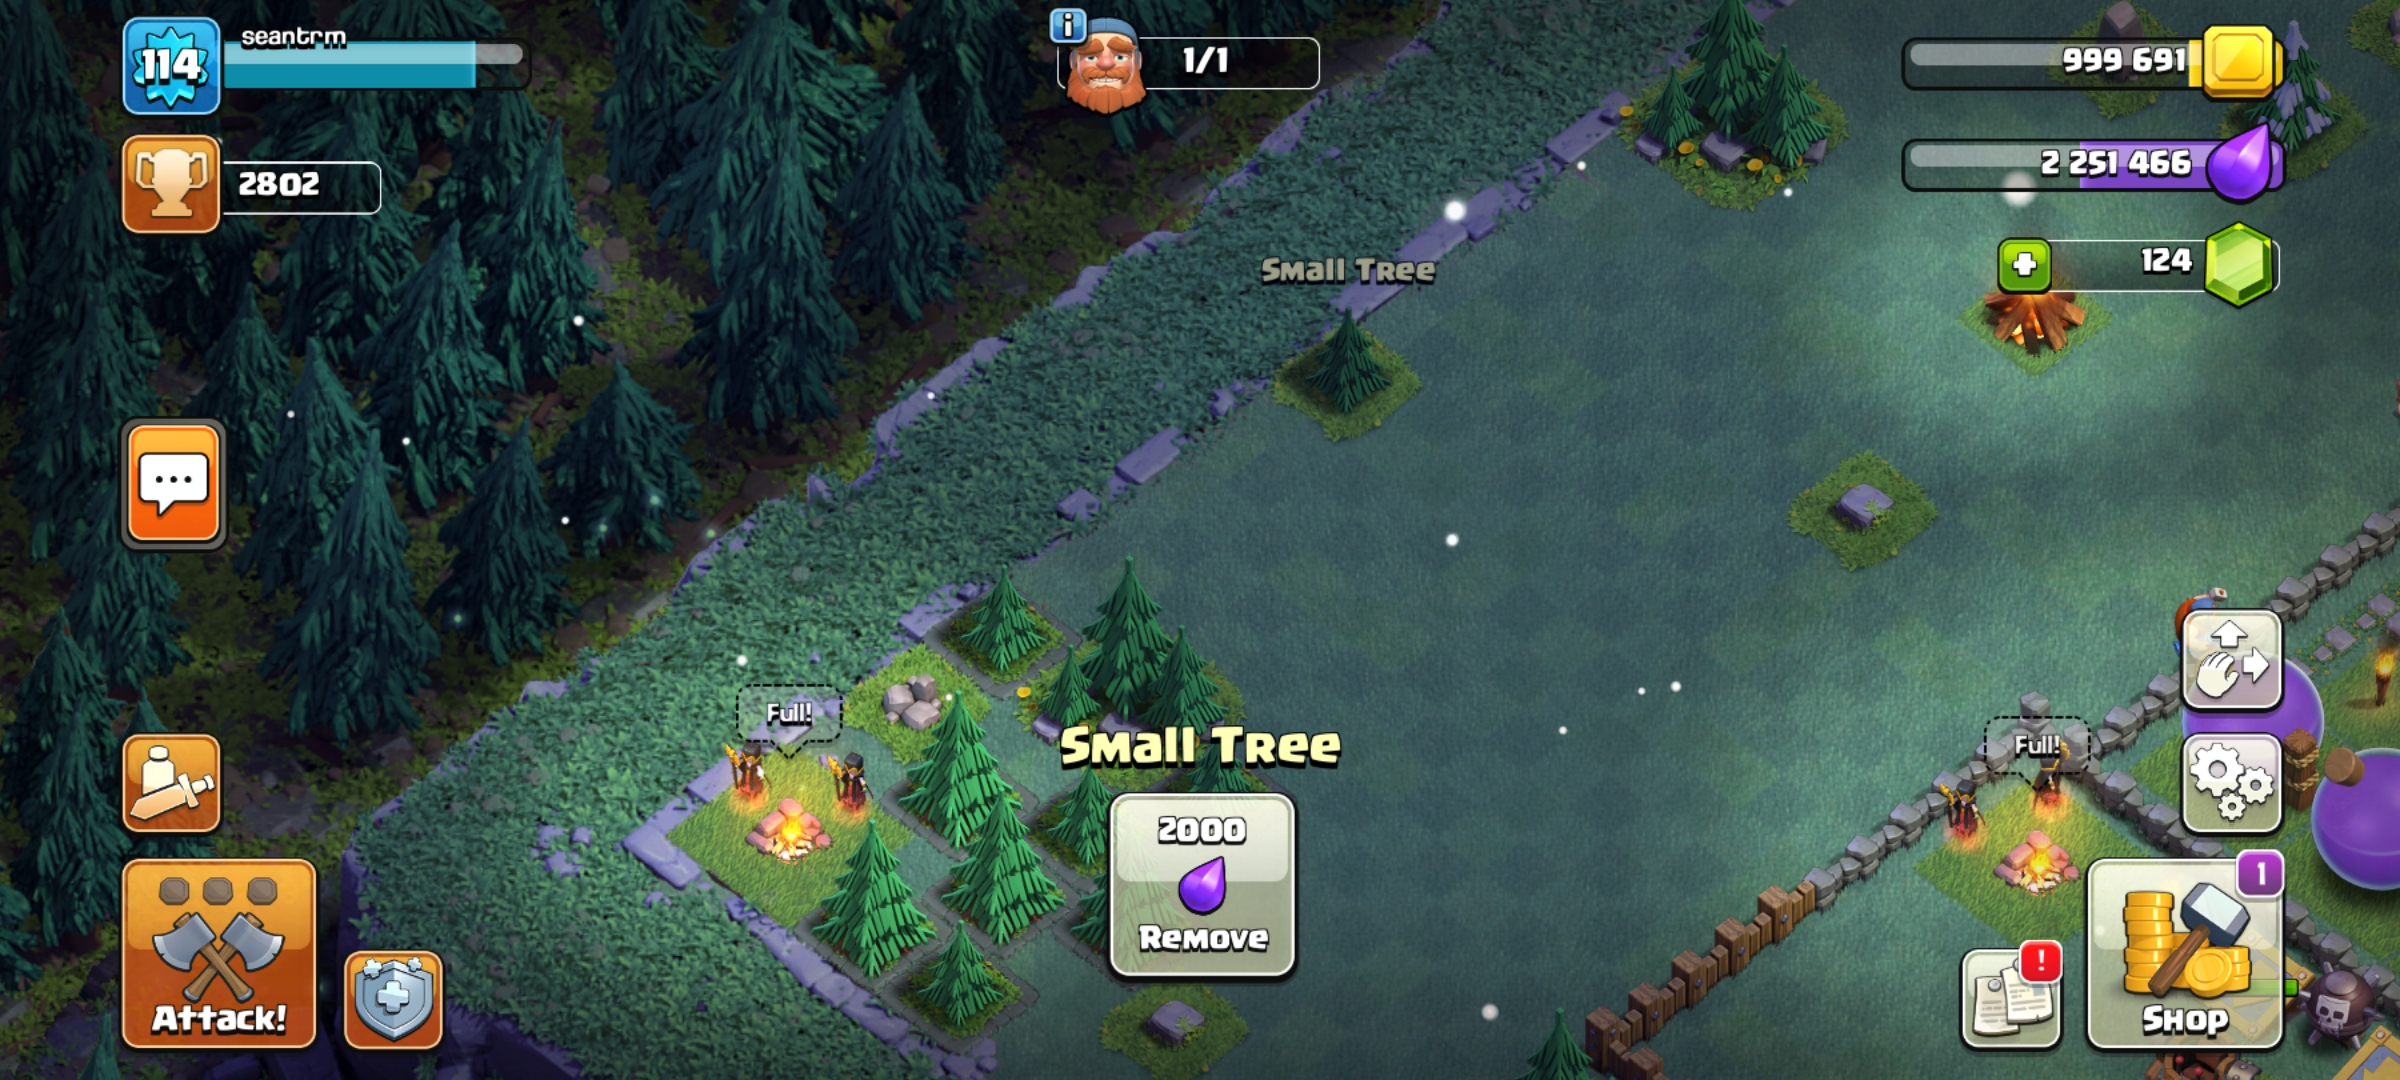 114
seantrm
1/1
999 691
2802
2 251 466
124
Small Tree
Full!
Full!
Small Tree
2000
Remove
1
!
Attack!
Shop